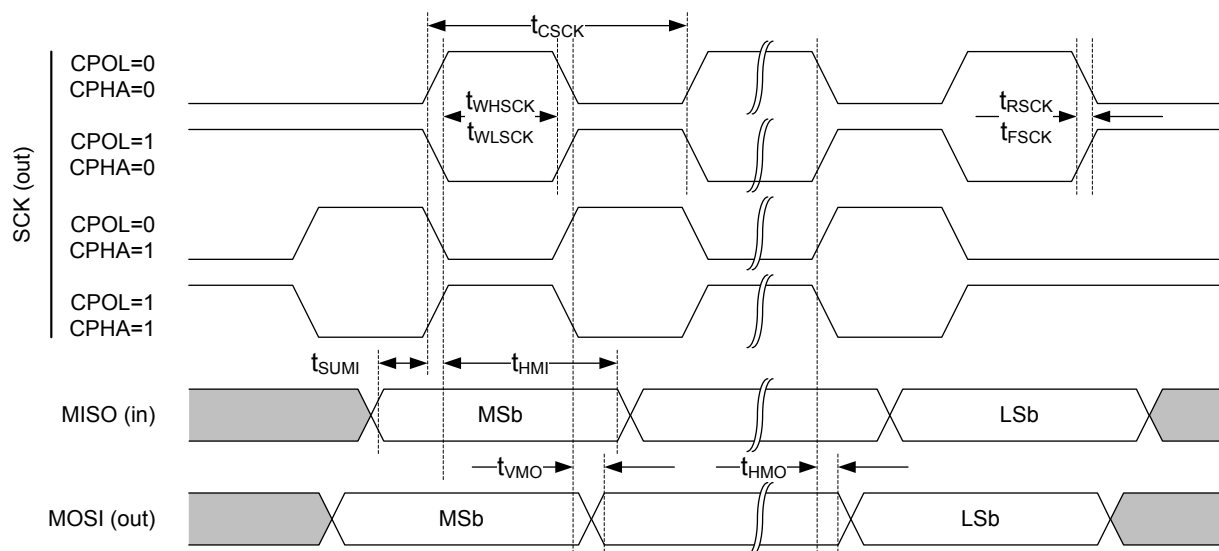 tCSCK
CPOL=0
CPHA=0
tWHSCK
tWLSCK
tRSCK
tFSCK
CPOL=1
CPHA=0
SCK (out)
CPOL=0
CPHA=1
CPOL=1
CPHA=1
tSUMI
tHMI
MISO (in)
MSb
LSb
tVMO
tHMO
MOSI (out)
MSb
LSb